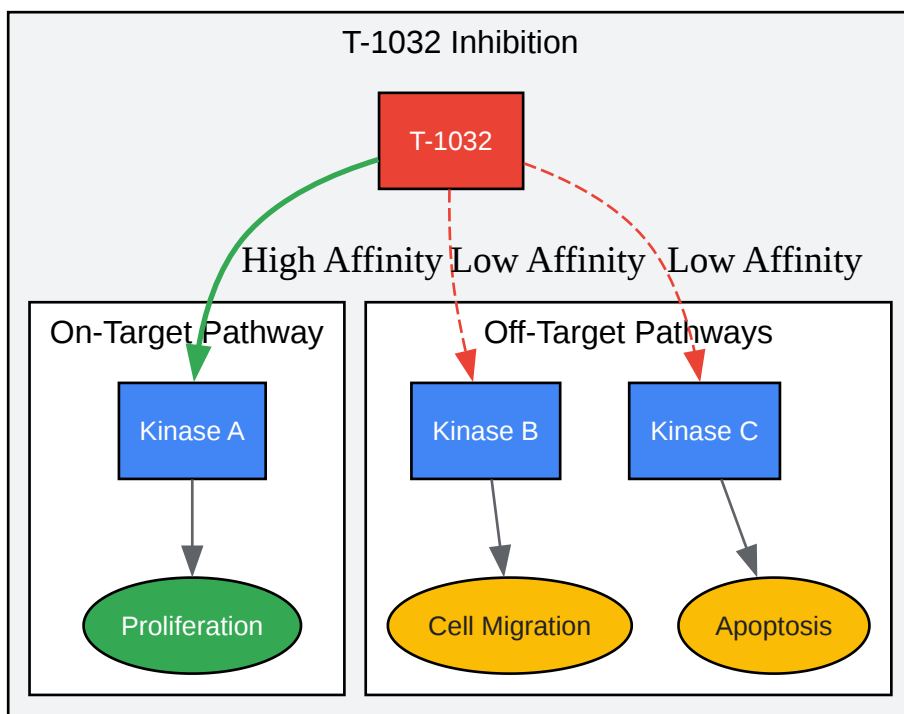 T-1032 Inhibition
T-1032
High Affinity
Low Affinity
Low Affinity
On-Target Pathway
Off-Target Pathways
Kinase A
Kinase B
Kinase C
Proliferation
Cell Migration
Apoptosis